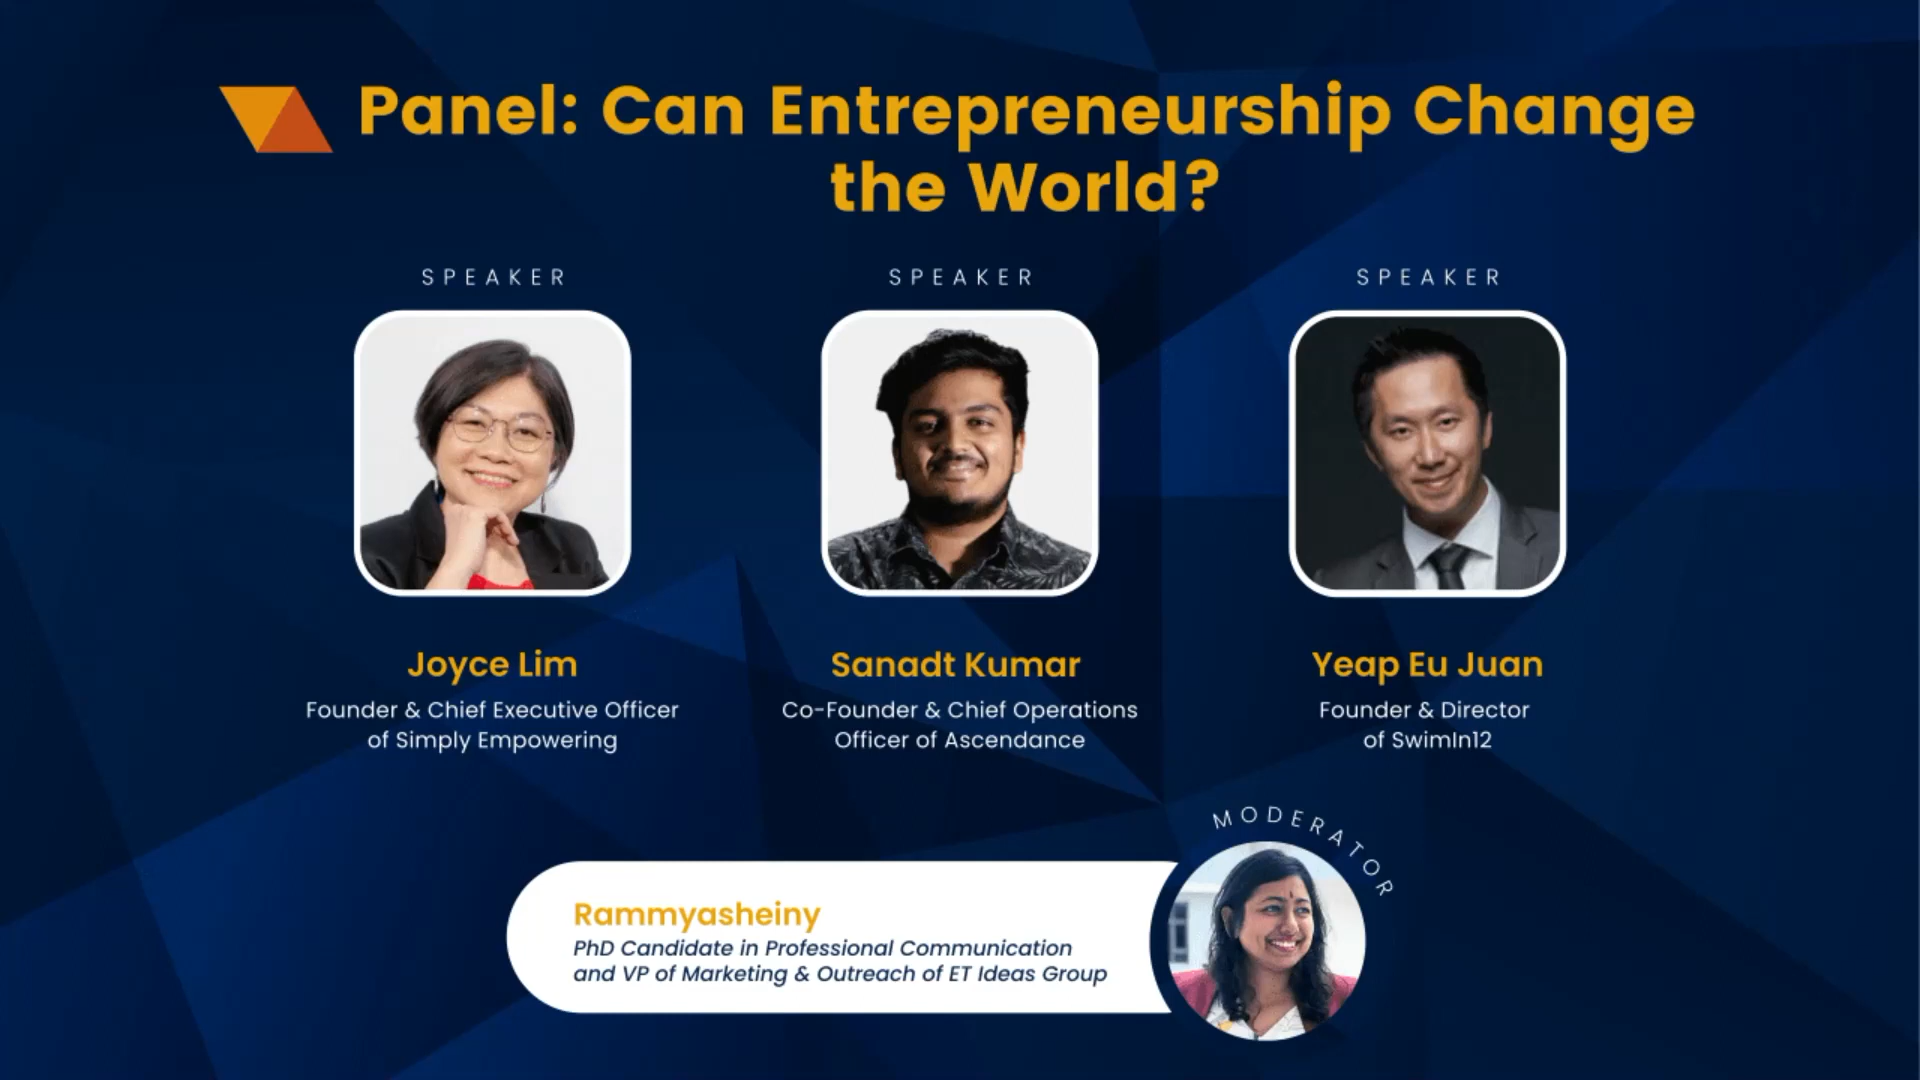 Panel: Can Entrepreneurship Change
the World?
SPEAKER
SPEAKER
SPEAKER
Joyce Lim
Founder & Chief Executive Officer
of Simply Empowering
Sanadt Kumar
Co-Founder & Chief Operations
Officer of Ascendance
Yeap Eu Juan
Founder & Director
of SwimIn12
MODERATOR
Rammyasheiny
PhD Candidate in Professional Communication
and VP of Marketing & Outreach of ET Ideas Group